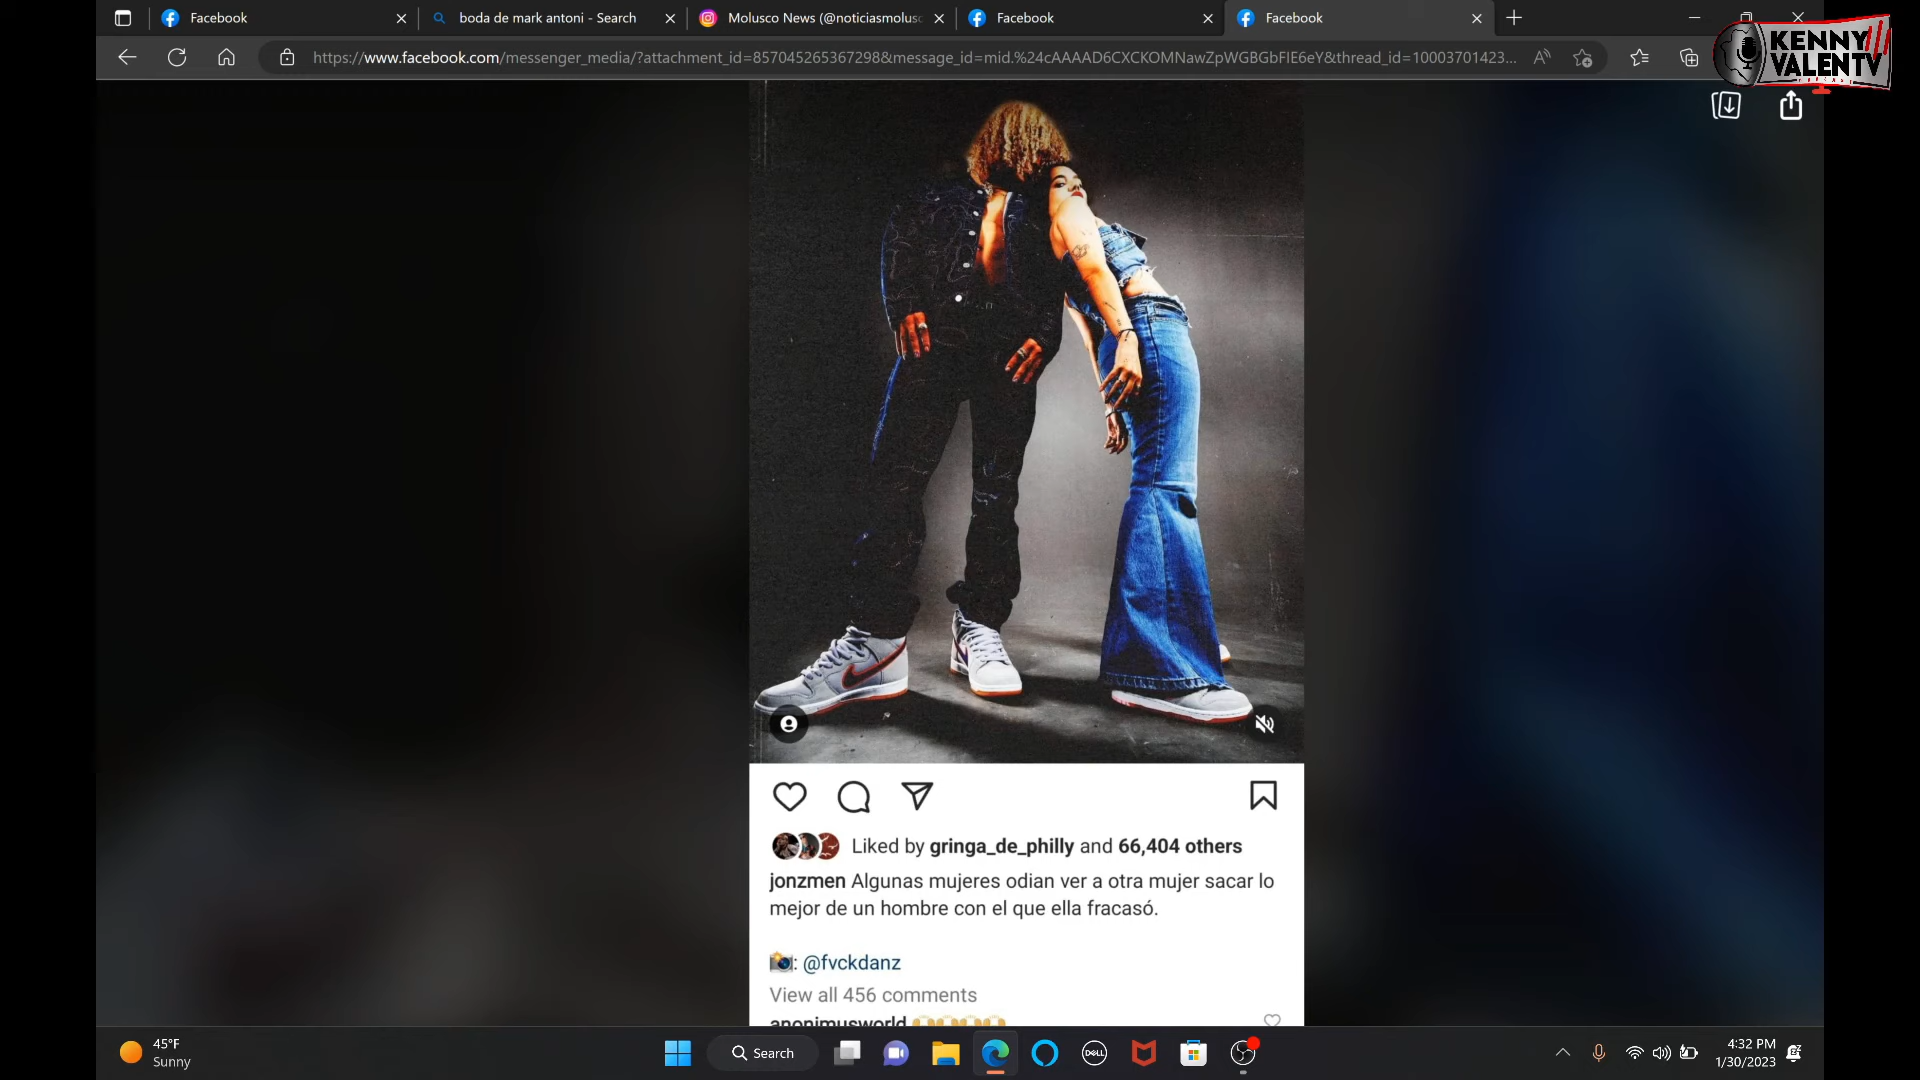 Facebook
boda de mark antoni - Search
Molusco News (@noticiasmolusc
Facebook
Facebook
https://www.facebook.com/messenger_media/?attachment_id=857045265367298&message_id=mid.%24cAAAAD6CXCKOMNawZpWGBGbFlE6eY&thread_id=10003701423...
KENNY
VALENTV
Liked by gringa_de_philly and 66,404 others
jonzmen Algunas mujeres odian ver a otra mujer sacar lo
mejor de un hombre con el que ella fracasó.
📸: @fvckdanz
View all 456 comments
anonimusworld
45°F
Sunny
Search
DELL
4:32 PM
1/30/2023